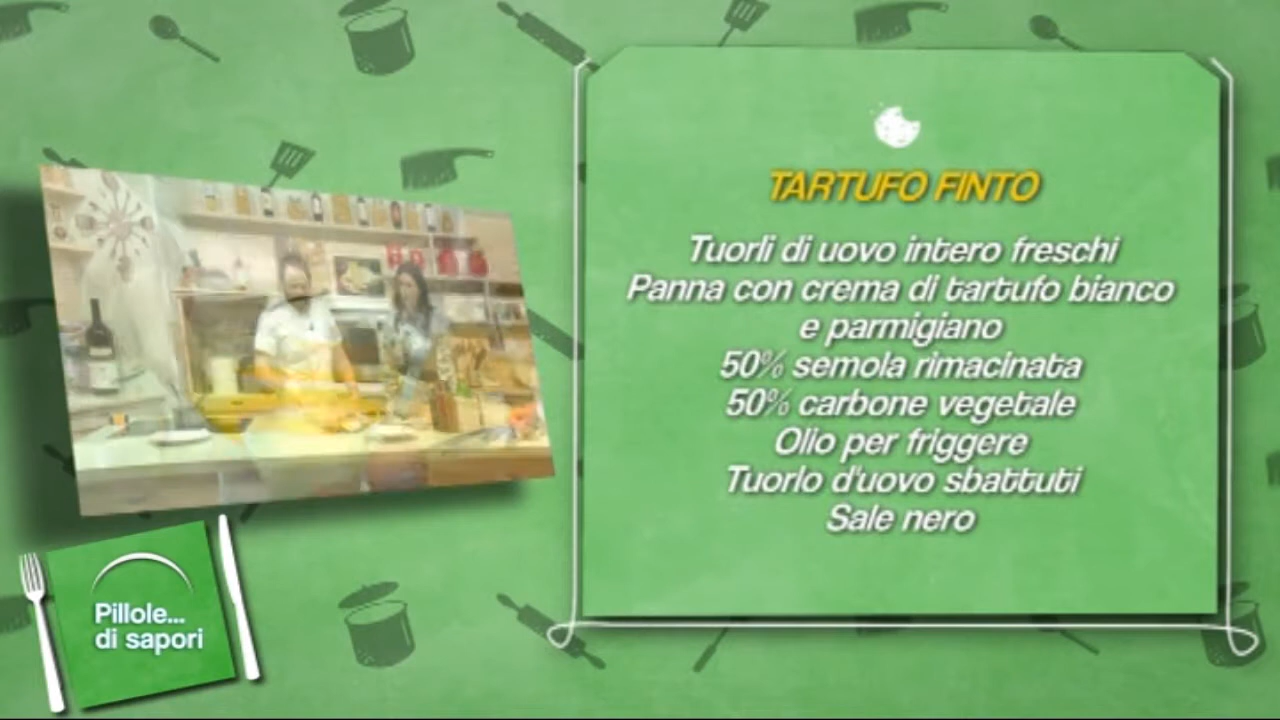 TARTUFO FINTO
Tuorli di uovo intero freschi
Panna con crema di tartufo bianco
e parmigiano
50% semola rimacinata
50% carbone vegetale
Olio per friggere
Tuorlo d'uovo sbattuti
Sale nero
Pillole...
di sapori